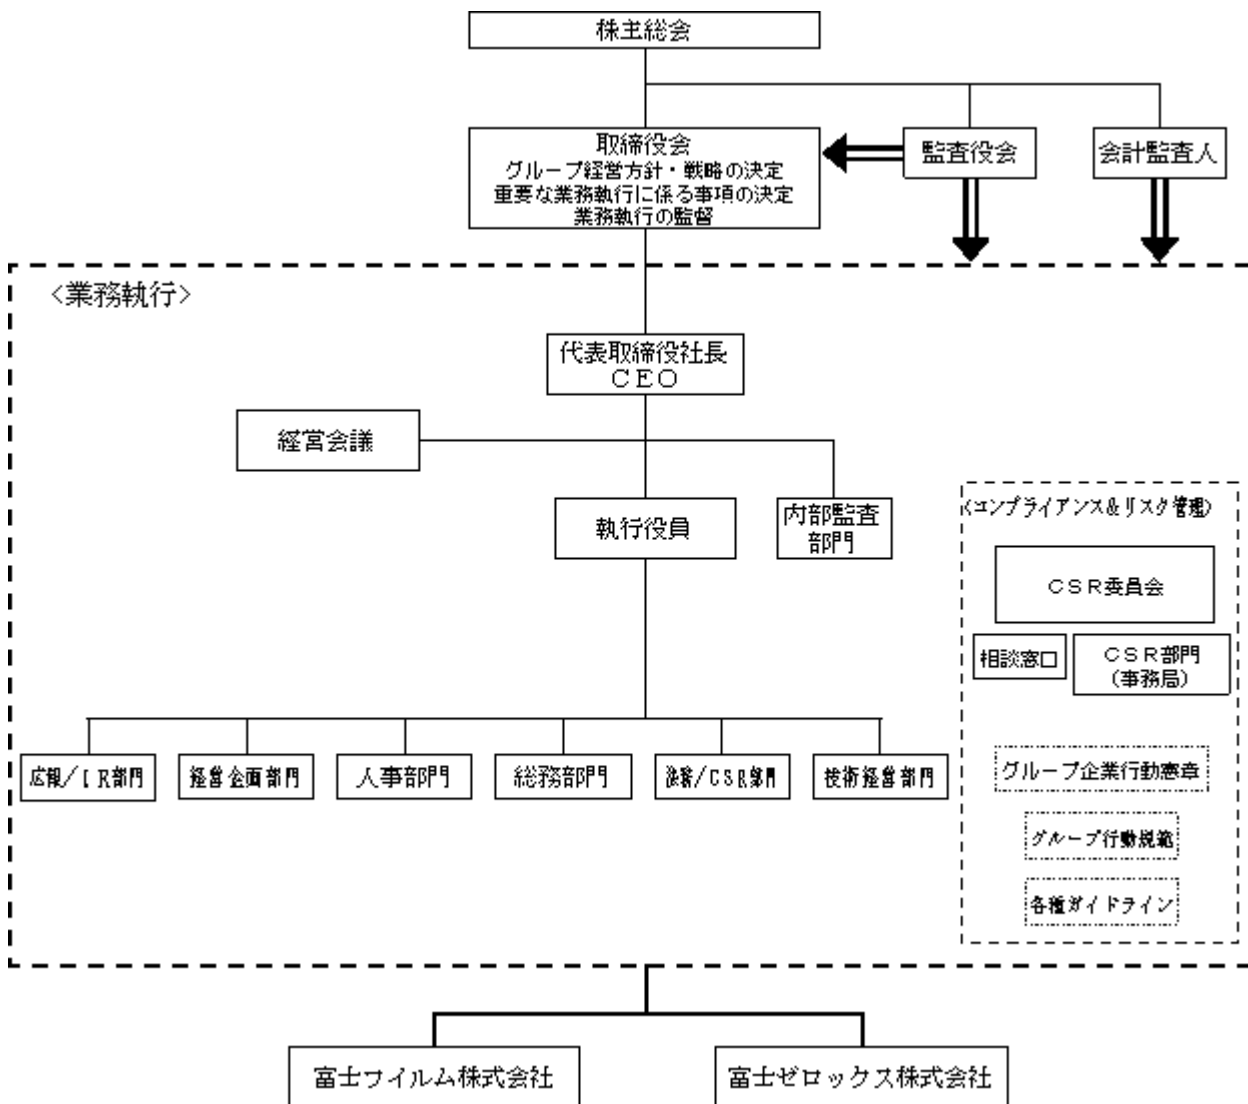 株主総会
取締役会
グループ経営方針・戦略の決定
重要な業務執行に係る事項の決定
業務執行の監督
監査役会
会計監査人
<業務執行>
代表取締役社長
CEO
経営会議
執行役員
内部監査
部門
<コンプライアンス&リスク管理>
CSR委員会
相談窓口
CSR部門
(事務局)
広報/IR部門
経営企画部門
人事部門
総務部門
法務/CSR部門
技術経営部門
グループ企業行動憲章
グループ行動規範
各種ガイドライン
富士フイルム株式会社
富士ゼロックス株式会社